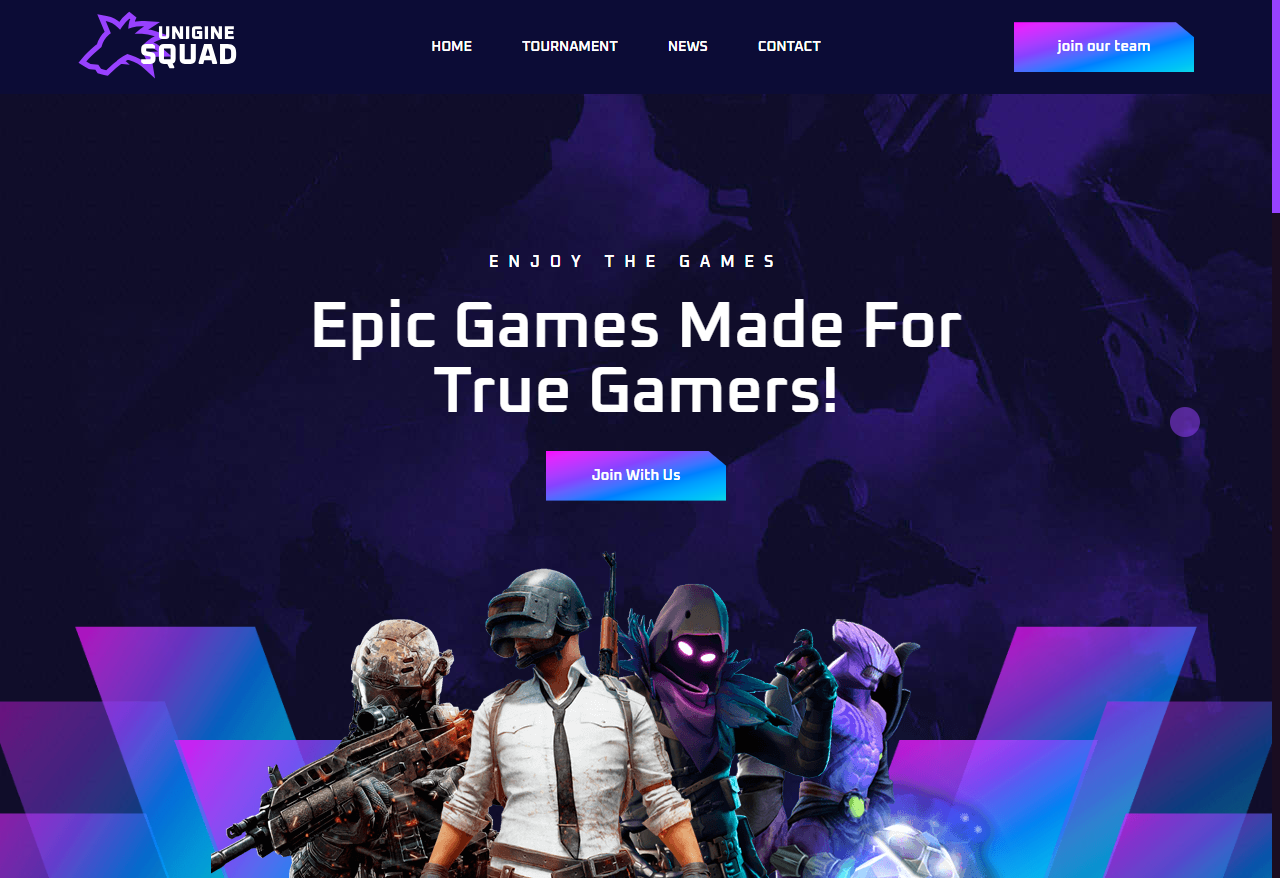 UNIGINE
SQUAD
HOME
TOURNAMENT
NEWS
CONTACT
join our team
ENJOY THE GAMES
Epic Games Made For
True Gamers!
Join With Us